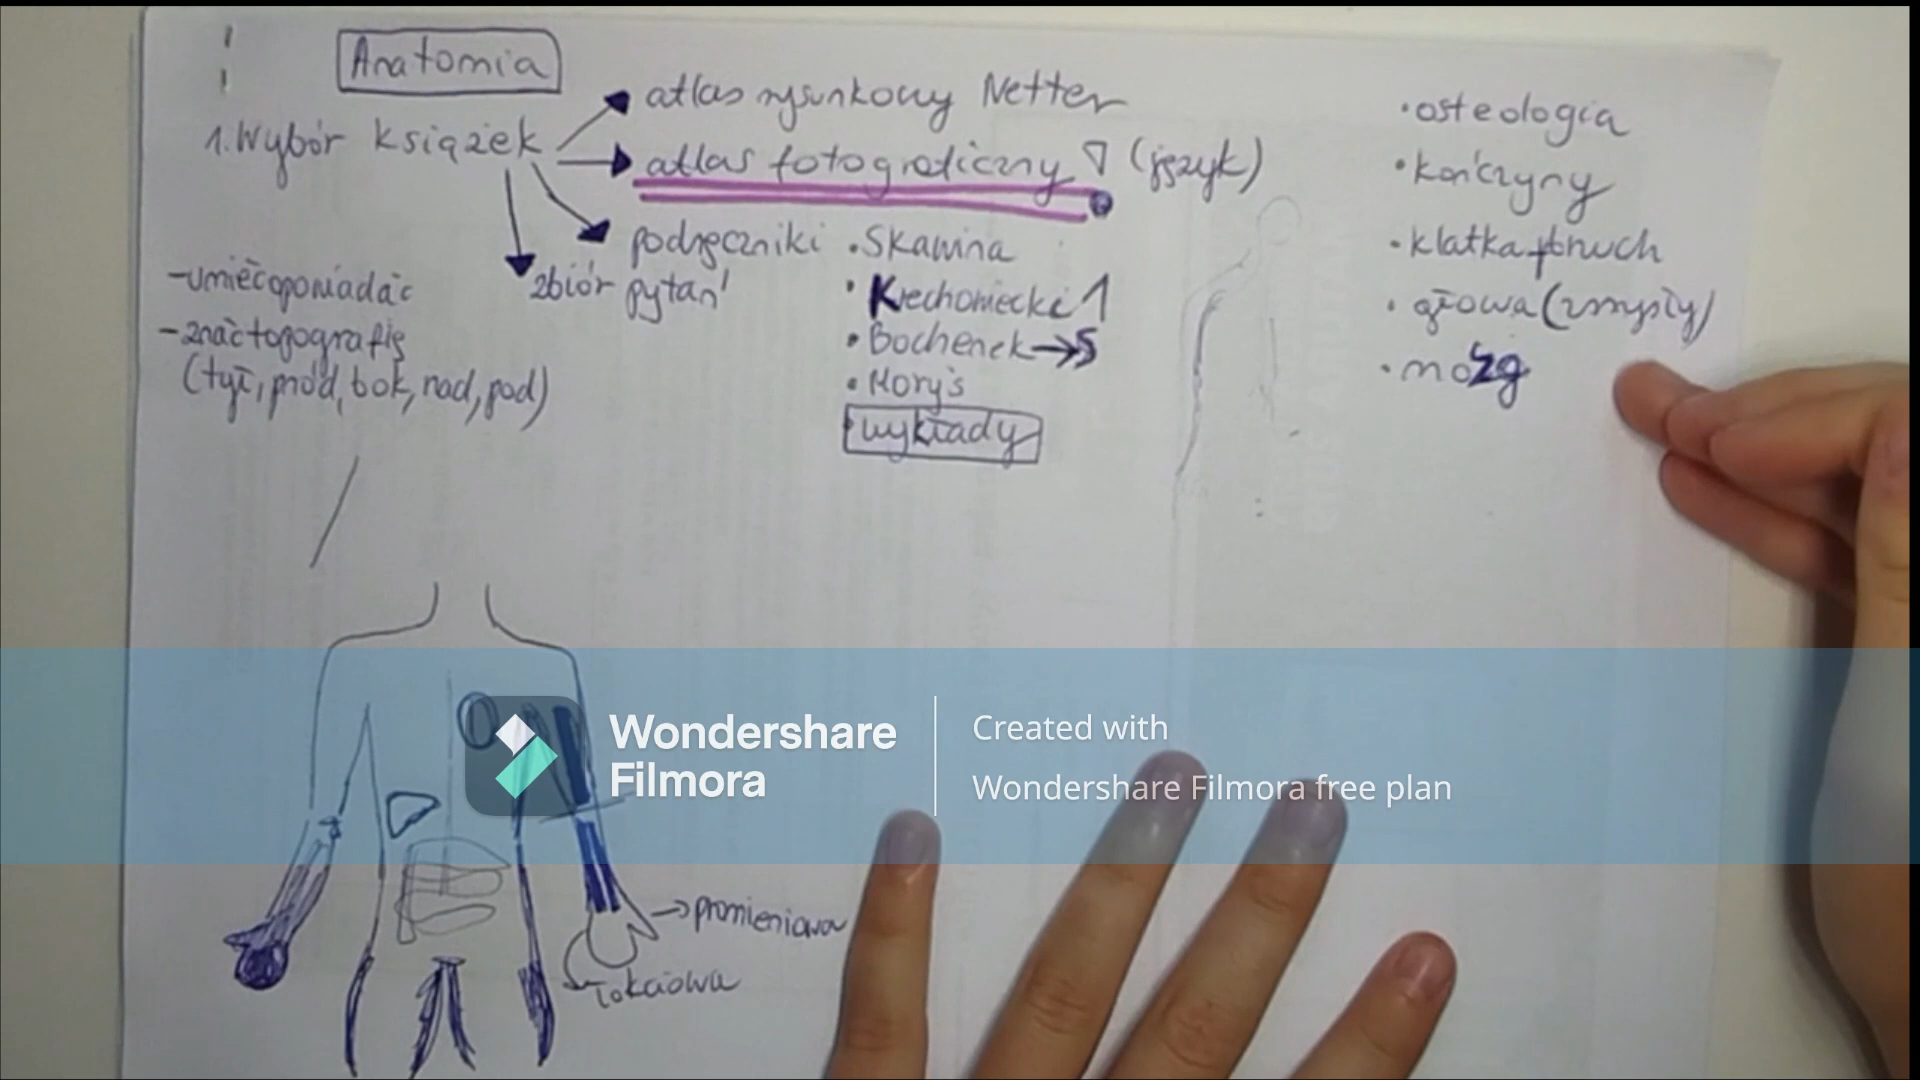 Anatomia
1. Wybór książek
atlas rysunkowy Netter
atlas fotograficzny (język)
podręczniki
zbiór pytań
• Skawina
• Kiechoniecki 1
• Bochenek → 5
• Moryś
• wykłady
- umieć opowiadać
- znać topografię
(tył, przód, bok, nad, pod)
• osteologia
• kończyny
• klatka + brzuch
• głowa (zmysły)
• mózg
→ promieniowa
łokciowa
Wondershare
Filmora
Created with
Wondershare Filmora free plan